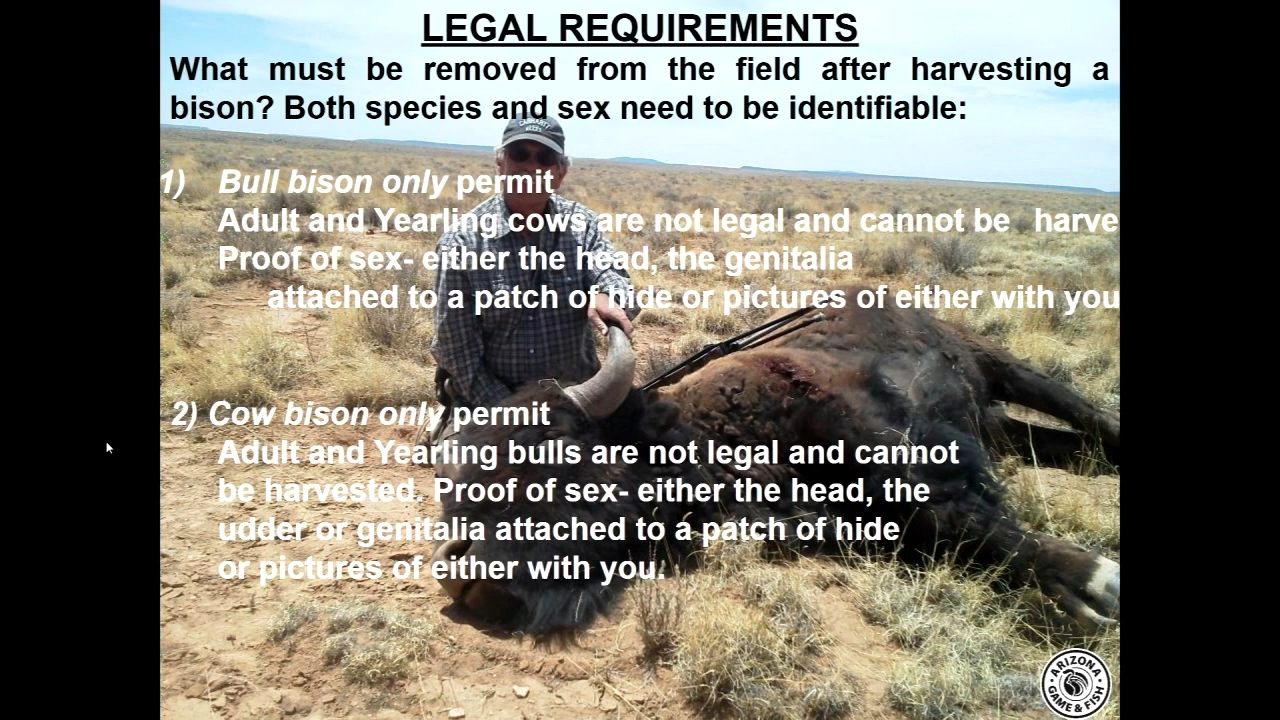 LEGAL REQUIREMENTS
What must be removed from the field after harvesting a
bison? Both species and sex need to be identifiable:
1) Bull bison only permit
Adult and Yearling cows are not legal and cannot be harve
Proof of sex- either the head, the genitalia
attached to a patch of hide or pictures of either with you
2) Cow bison only permit
Adult and Yearling bulls are not legal and cannot
be harvested. Proof of sex- either the head, the
udder or genitalia attached to a patch of hide
or pictures of either with you.
ARIZONA
GAME & FISH